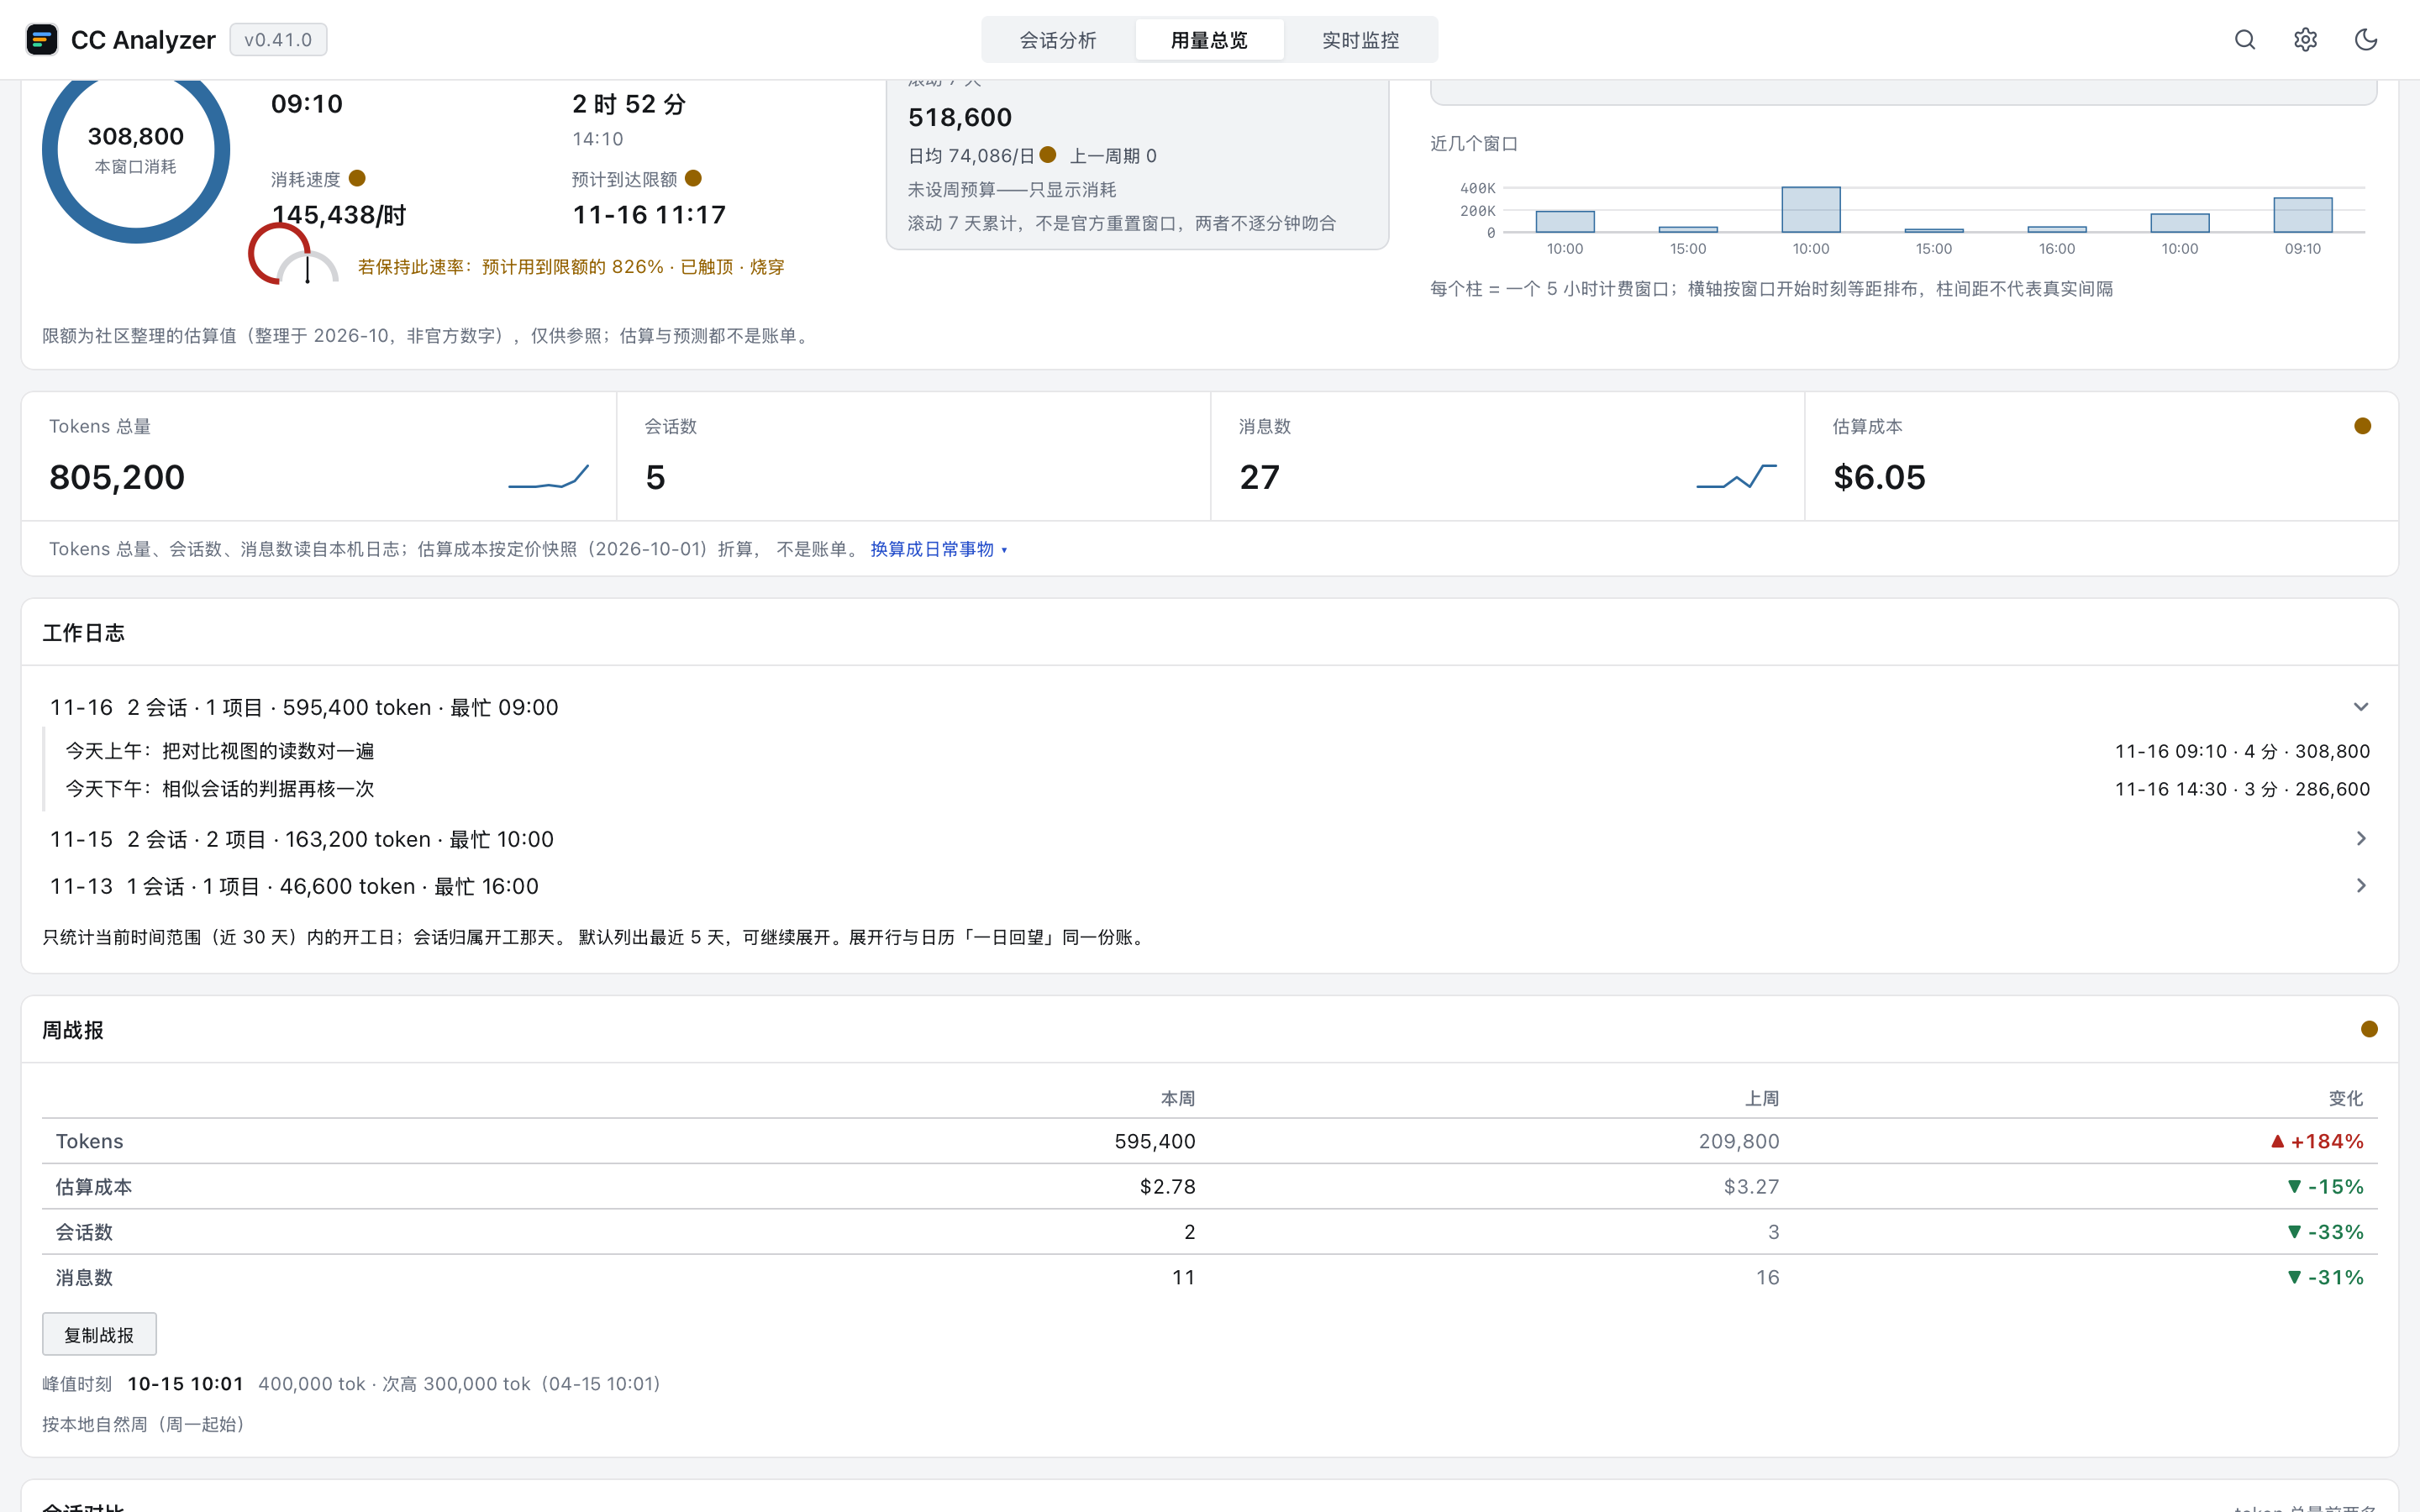 CC Analyzer v0.41.0 会话分析 用量总览 实时监控
308,800
本窗口消耗
09:10
2 时 52 分
14:10
消耗速度
145,438/时
预计到达限额
11-16 11:17
若保持此速率：预计用到限额的 826% · 已触顶 · 烧穿
滚动 7 天
518,600
日均 74,086/日 上一周期 0
未设周预算——只显示消耗
滚动 7 天累计，不是官方重置窗口，两者不逐分钟吻合
近几个窗口
400K
200K
0
10:00 15:00 10:00 15:00 16:00 10:00 09:10
每个柱 = 一个 5 小时计费窗口；横轴按窗口开始时刻等距排布，柱间距不代表真实间隔
限额为社区整理的估算值（整理于 2026-10，非官方数字），仅供参照；估算与预测都不是账单。
Tokens 总量
805,200
会话数
5
消息数
27
估算成本
$6.05
Tokens 总量、会话数、消息数读自本机日志；估算成本按定价快照（2026-10-01）折算， 不是账单。 换算成日常事物
工作日志
11-16 2 会话 · 1 项目 · 595,400 token · 最忙 09:00
今天上午：把对比视图的读数对一遍 11-16 09:10 · 4 分 · 308,800
今天下午：相似会话的判据再核一次 11-16 14:30 · 3 分 · 286,600
11-15 2 会话 · 2 项目 · 163,200 token · 最忙 10:00
11-13 1 会话 · 1 项目 · 46,600 token · 最忙 16:00
只统计当前时间范围（近 30 天）内的开工日；会话归属开工那天。 默认列出最近 5 天，可继续展开。展开行与日历「一日回望」同一份账。
周战报
本周 上周 变化
Tokens 595,400 209,800 ▲ +184%
估算成本 $2.78 $3.27 ▼ -15%
会话数 2 3 ▼ -33%
消息数 11 16 ▼ -31%
复制战报
峰值时刻 10-15 10:01 400,000 tok · 次高 300,000 tok（04-15 10:01）
按本地自然周（周一起始）
会话对比 token 总量前两名